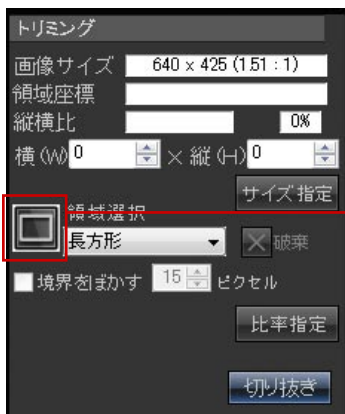 トリミング
画像サイズ 640 x 425 (1.51 : 1)
領域座標
縦横比 0%
横(W) 0 × 縦(H) 0
サイズ指定
領域選択
長方形 破棄
境界をぼかす 15 ピクセル
比率指定
切り抜き